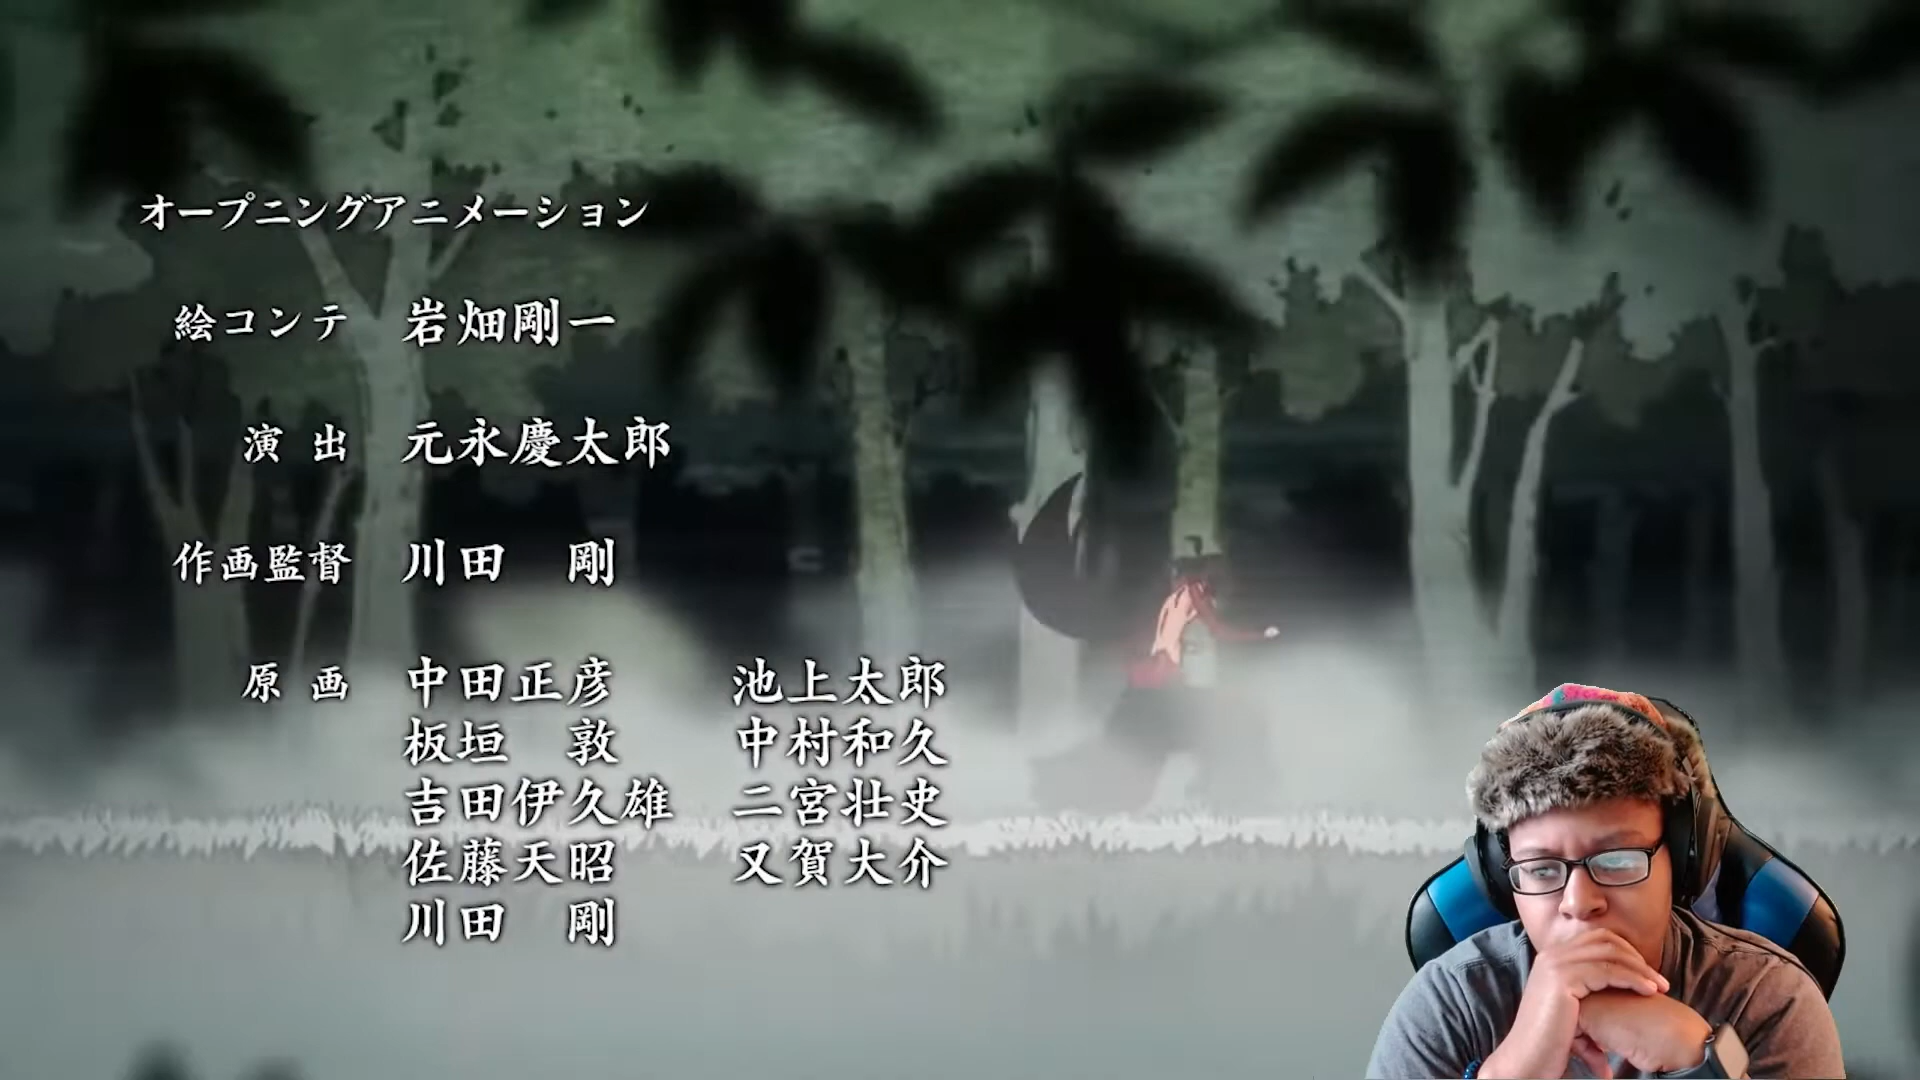 オープニングアニメーション
絵コンテ 岩畑剛一
演出 元永慶太郎
作画監督 川田 剛
原画 中田正彦 池上太郎
板垣 敦 中村和久
吉田伊久雄 二宮壮史
佐藤天昭 又賀大介
川田 剛